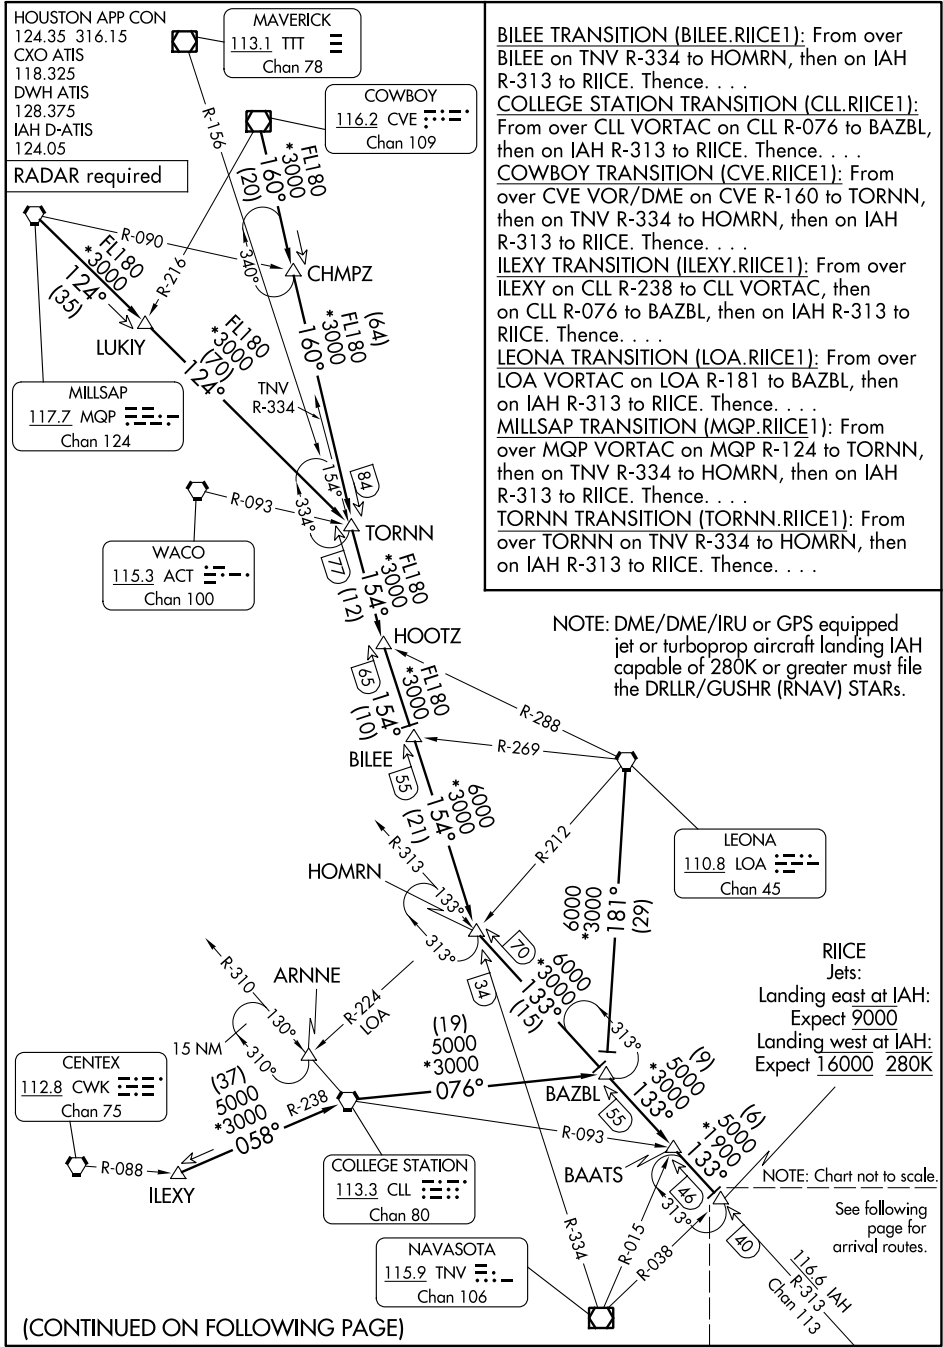 HOUSTON APP CON
124.35 316.15
CXO ATIS
118.325
DWH ATIS
128.375
IAH D-ATIS
124.05
RADAR required
MAVERICK
113.1 TTT
Chan 78
COWBOY
116.2 CVE
Chan 109
BILEE TRANSITION (BILEE.RIICE1): From over
BILEE on TNV R-334 to HOMRN, then on IAH
R-313 to RIICE. Thence. . . .
COLLEGE STATION TRANSITION (CLL.RIICE1):
From over CLL VORTAC on CLL R-076 to BAZBL,
then on IAH R-313 to RIICE. Thence. . . .
COWBOY TRANSITION (CVE.RIICE1): From
over CVE VOR/DME on CVE R-160 to TORNN,
then on TNV R-334 to HOMRN, then on IAH
R-313 to RIICE. Thence. . . .
ILEXY TRANSITION (ILEXY.RIICE1): From over
ILEXY on CLL R-238 to CLL VORTAC, then
on CLL R-076 to BAZBL, then on IAH R-313 to
RIICE. Thence. . . .
LEONA TRANSITION (LOA.RIICE1): From over
LOA VORTAC on LOA R-181 to BAZBL, then
on IAH R-313 to RIICE. Thence. . . .
MILLSAP TRANSITION (MQP.RIICE1): From
over MQP VORTAC on MQP R-124 to TORNN,
then on TNV R-334 to HOMRN, then on IAH
R-313 to RIICE. Thence. . . .
TORNN TRANSITION (TORNN.RIICE1): From
over TORNN on TNV R-334 to HOMRN, then
on IAH R-313 to RIICE. Thence. . . .
NOTE: DME/DME/IRU or GPS equipped
jet or turboprop aircraft landing IAH
capable of 280K or greater must file
the DRLLR/GUSHR (RNAV) STARs.
R-156
FL180
*3000
160°
(20)
R-090
R-216
340°
CHMPZ
FL180
*3000
124°
(35)
LUKIY
FL180
*3000
(70)
124°
(64)
FL180
*3000
160°
TNV
R-334
MILLSAP
117.7 MQP
Chan 124
154°
334°
84
R-093
TORNN
WACO
115.3 ACT
Chan 100
77
FL180
*3000
154°
(12)
HOOTZ
65
FL180
*3000
154°
(10)
R-288
R-269
BILEE
55
6000
*3000
154°
(21)
R-212
LEONA
110.8 LOA
Chan 45
R-313
HOMRN
133°
313°
6000
*3000
181°
(29)
70
34
6000
*3000
133°
(15)
313°
R-310
ARNNE
R-224
LOA
130°
310°
15 NM
RIICE
Jets:
Landing east at IAH:
Expect 9000
Landing west at IAH:
Expect 16000 280K
CENTEX
112.8 CWK
Chan 75
(37)
5000
*3000
058°
R-238
(19)
5000
*3000
076°
BAZBL
55
(9)
5000
*3000
133°
R-093
R-088
ILEXY
COLLEGE STATION
113.3 CLL
Chan 80
BAATS
(6)
5000
*1900
133°
46
313°
NOTE: Chart not to scale.
See following
page for
arrival routes.
40
R-334
R-015
R-038
NAVASOTA
115.9 TNV
Chan 106
116.6 IAH
R-313
Chan 113
(CONTINUED ON FOLLOWING PAGE)